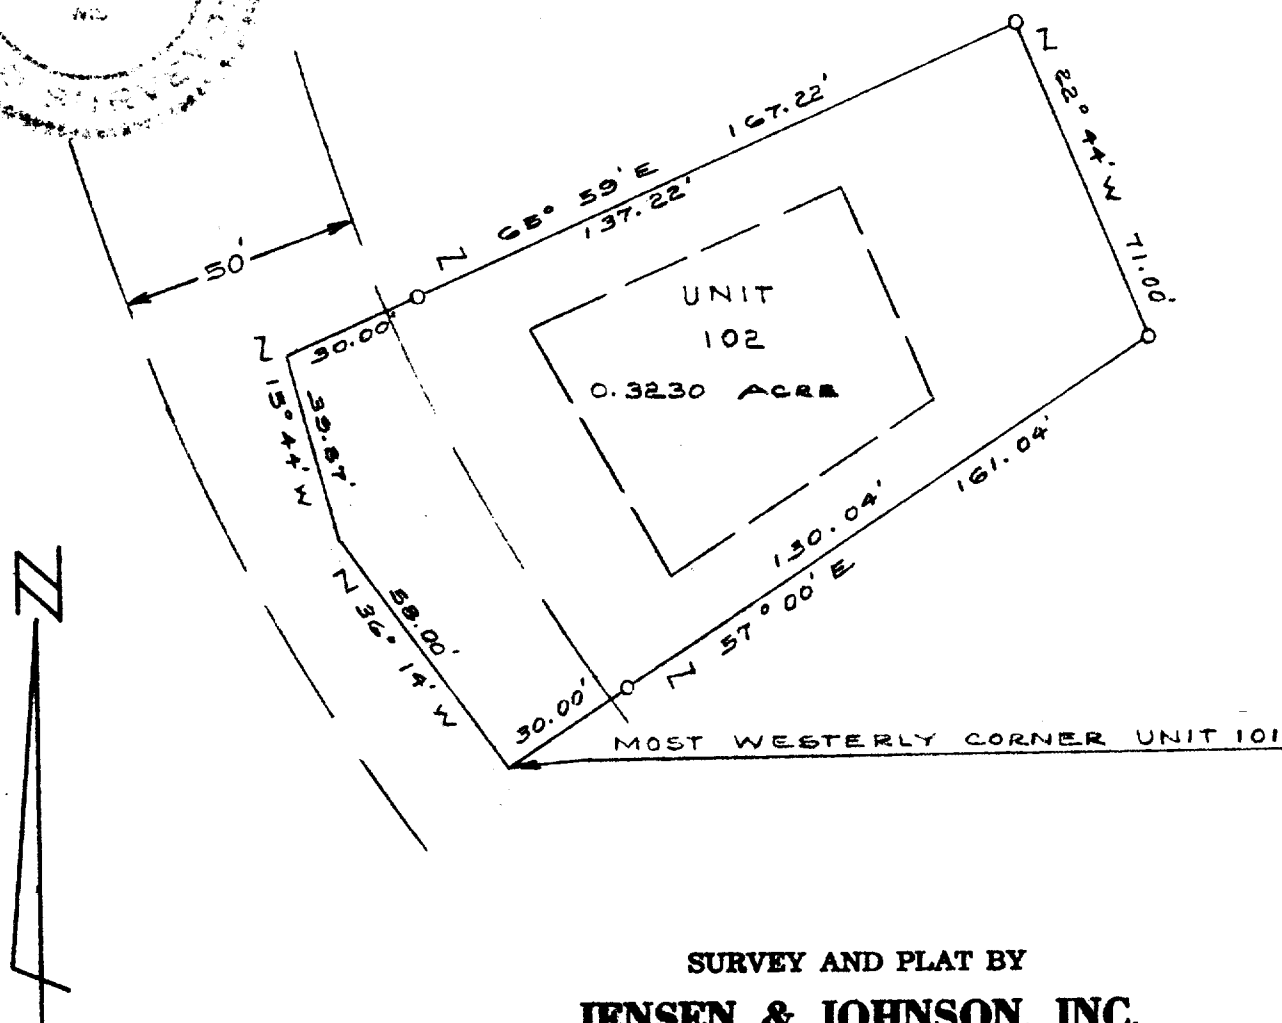 SURVEY
50'
N 65° 59' E
167.22'
137.22'
N 22° 44' W 71.00'
UNIT
102
0.3230 ACRE
30.00'
N 15° 44' W
39.87'
N 36° 14' W
58.00'
161.04'
130.04'
N 57° 00' E
30.00'
MOST WESTERLY CORNER UNIT 101
N
SURVEY AND PLAT BY
JENSEN & JOHNSON, INC.